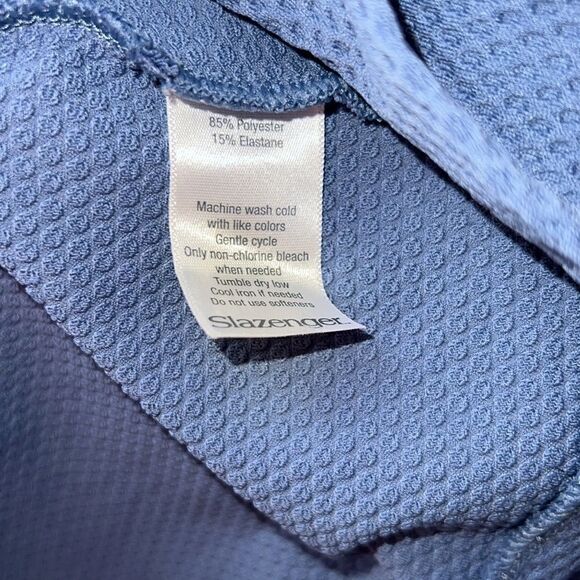 85% Polyester
15% Elastane
Machine wash cold
with like colors
Gentle cycle
Only non-chlorine bleach
when needed
Tumble dry low
Cool iron if needed
Do not use softeners
Slazenger